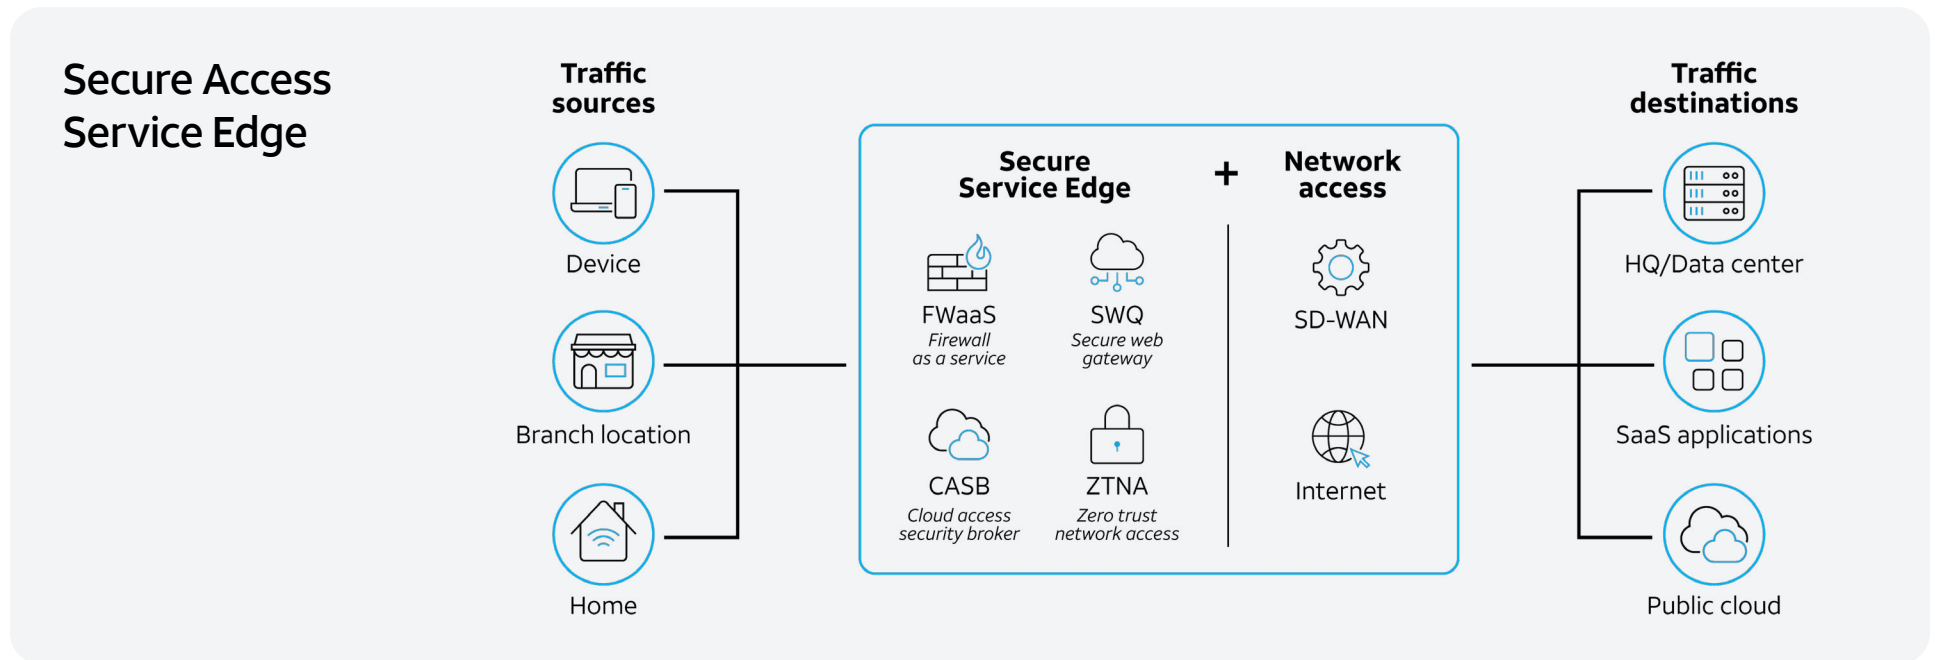 Secure Access
Service Edge
Traffic
sources
Device
Branch location
Home
Secure
Service Edge
+
Network
access
FWaaS
Firewall
as a service
SWQ
Secure web
gateway
CASB
Cloud access
security broker
ZTNA
Zero trust
network access
SD-WAN
Internet
Traffic
destinations
HQ/Data center
SaaS applications
Public cloud